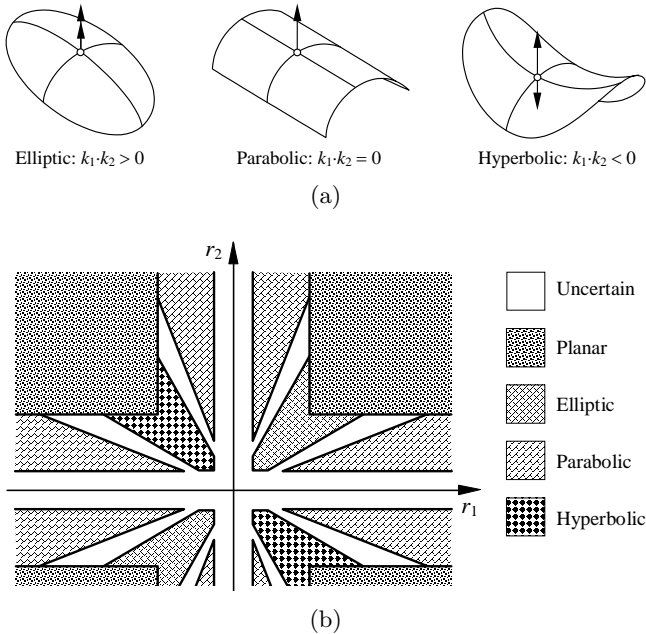 Elliptic: k₁·k₂ > 0
Parabolic: k₁·k₂ = 0
Hyperbolic: k₁·k₂ < 0
(a)
r₂
Uncertain
Planar
Elliptic
Parabolic
Hyperbolic
r₁
(b)